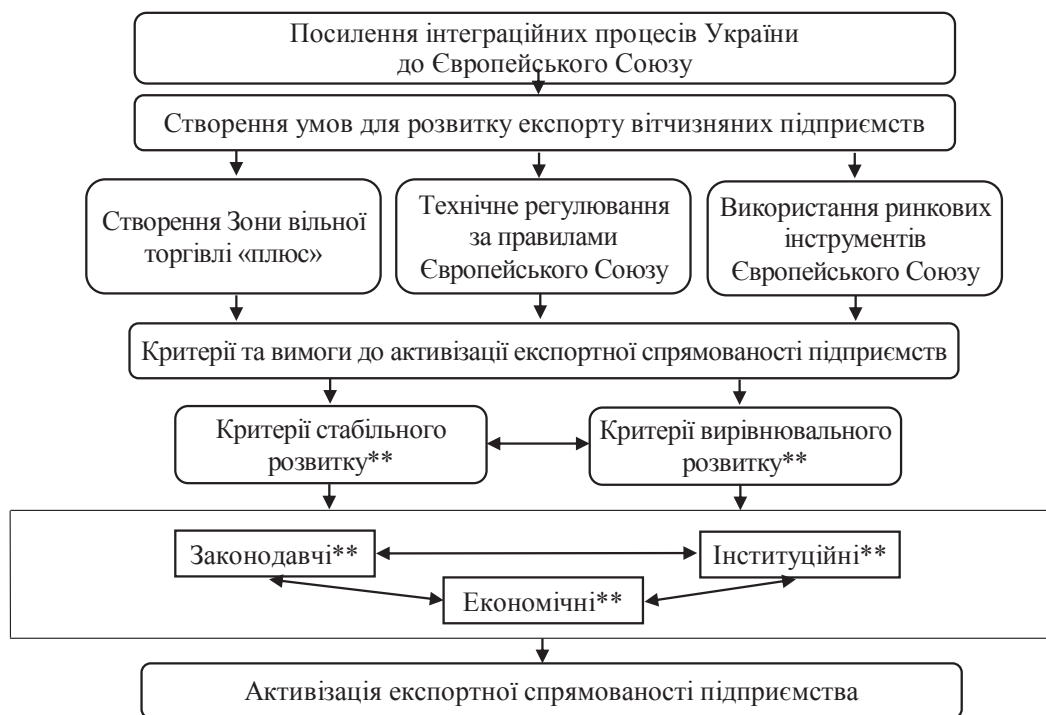 Посилення інтеграційних процесів України
до Європейського Союзу
Створення умов для розвитку експорту вітчизняних підприємств
Створення Зони вільної
торгівлі «плюс»
Технічне регулювання
за правилами
Європейського Союзу
Використання ринкових
інструментів
Європейського Союзу
Критерії та вимоги до активізації експортної спрямованості підприємств
Критерії стабільного
розвитку**
Критерії вирівнювального
розвитку**
Законодавчі**
Інституційні**
Економічні**
Активізація експортної спрямованості підприємства